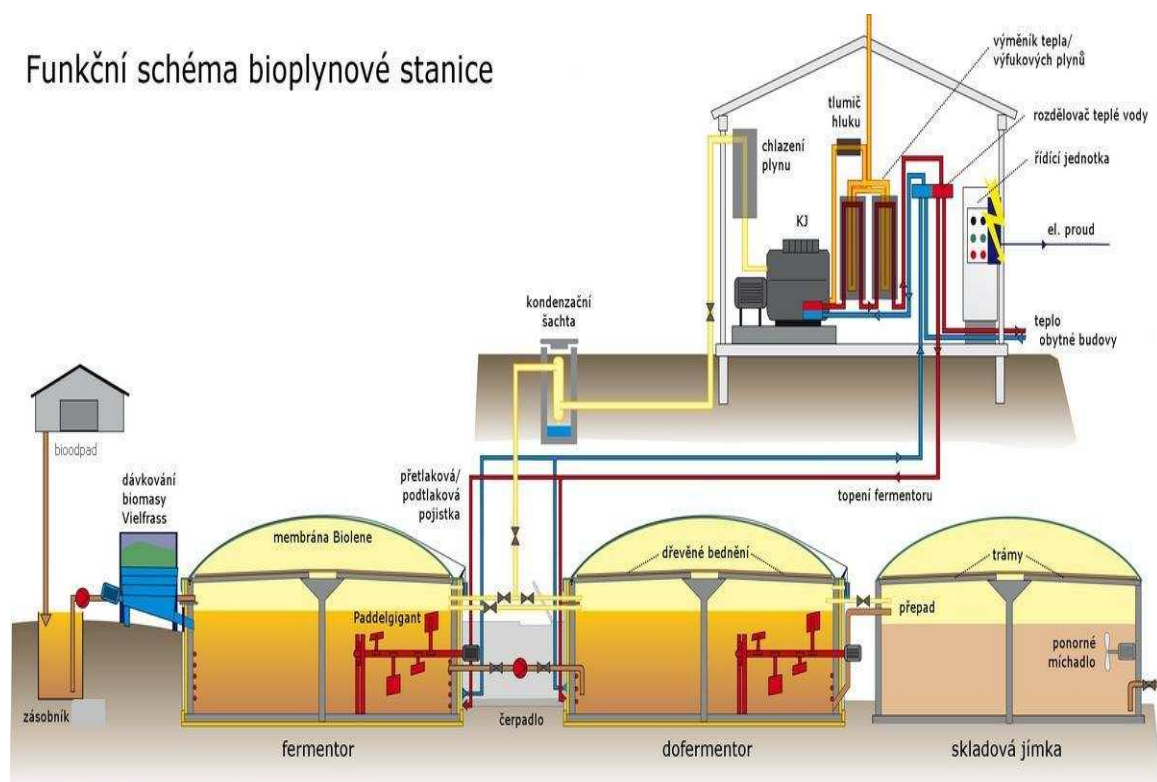 Funkční schéma bioplynové stanice
výměník tepla/
výfukových plynů
tlumič
hluku
rozdělovač teplé vody
chlazení
plynu
řídící jednotka
KJ
el. proud
kondenzační
šachta
teplo
obytné budovy
bioodpad
dávkování
biomasy
Vielfrass
přetlaková/
podtlaková
pojistka
topení fermentoru
membrána Biolene
dřevěné bednění
trámy
Paddelgigant
přepad
ponorné
míchadlo
zásobník
čerpadlo
fermentor
dofermentor
skladová jímka